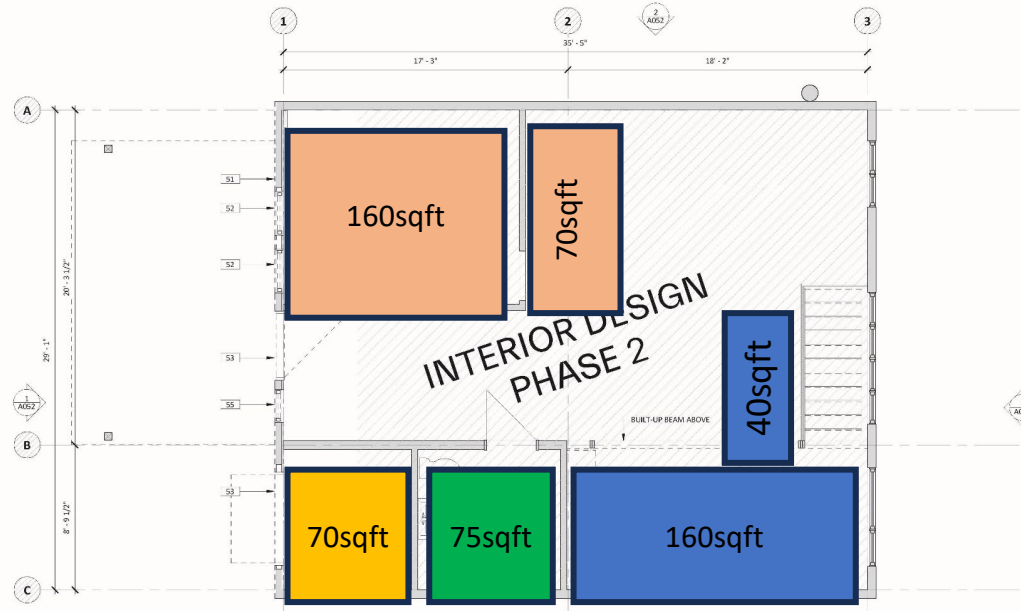 1
2
3
2
A052
35' - 5"
17' - 3"
18' - 2"
A
S1
160sqft
70sqft
S2
S2
20' - 3 1/2"
29' - 1"
INTERIOR DESIGN
PHASE 2
S3
40sqft
1
A052
S5
BUILT-UP BEAM ABOVE
B
S3
8' - 9 1/2"
70sqft
75sqft
160sqft
C